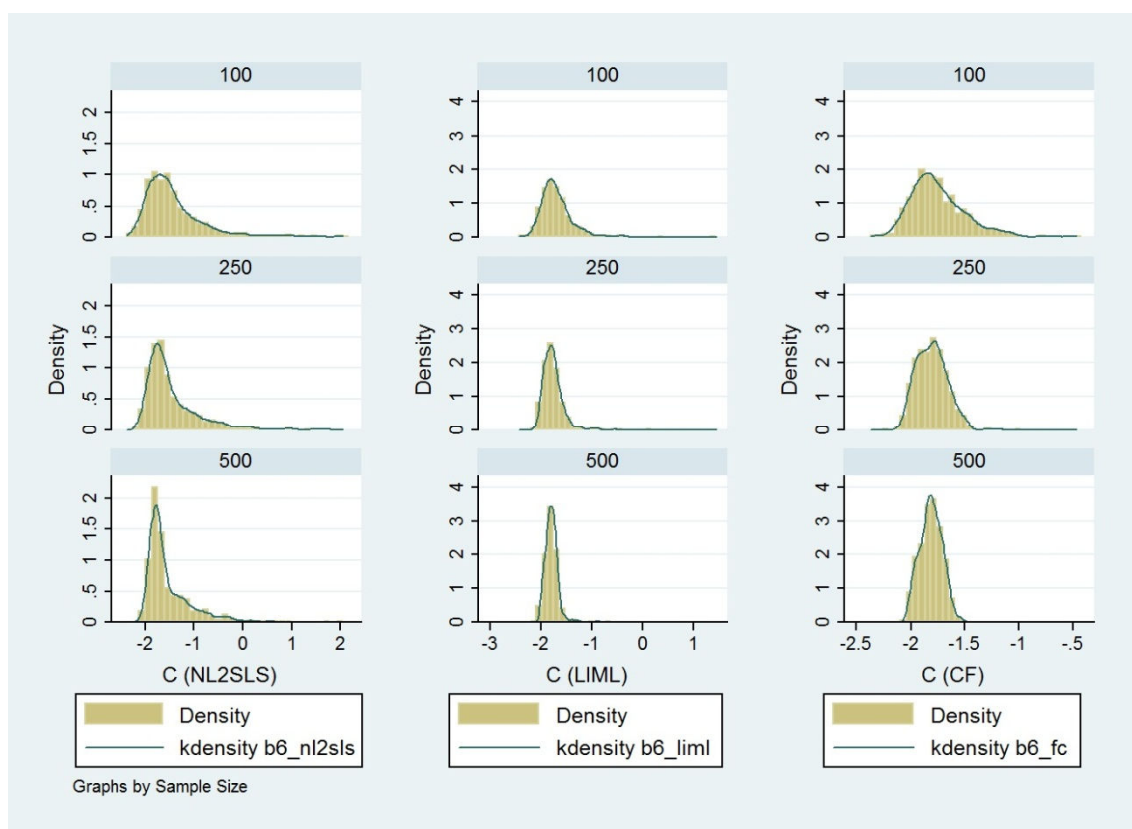 100 100 100
2 4 4
1.5 3 3
1 2 2
.5 1 1
0 0 0
250 250 250
2 4 4
1.5 3 3
1 2 2
.5 1 1
0 0 0
Density Density Density
500 500 500
2 4 4
1.5 3 3
1 2 2
.5 1 1
0 0 0
-2 -1 0 1 2 -3 -2 -1 0 1 -2.5 -2 -1.5 -1 -.5
C (NL2SLS) C (LIML) C (CF)
Density Density Density
kdensity b6_nl2sls kdensity b6_liml kdensity b6_fc
Graphs by Sample Size